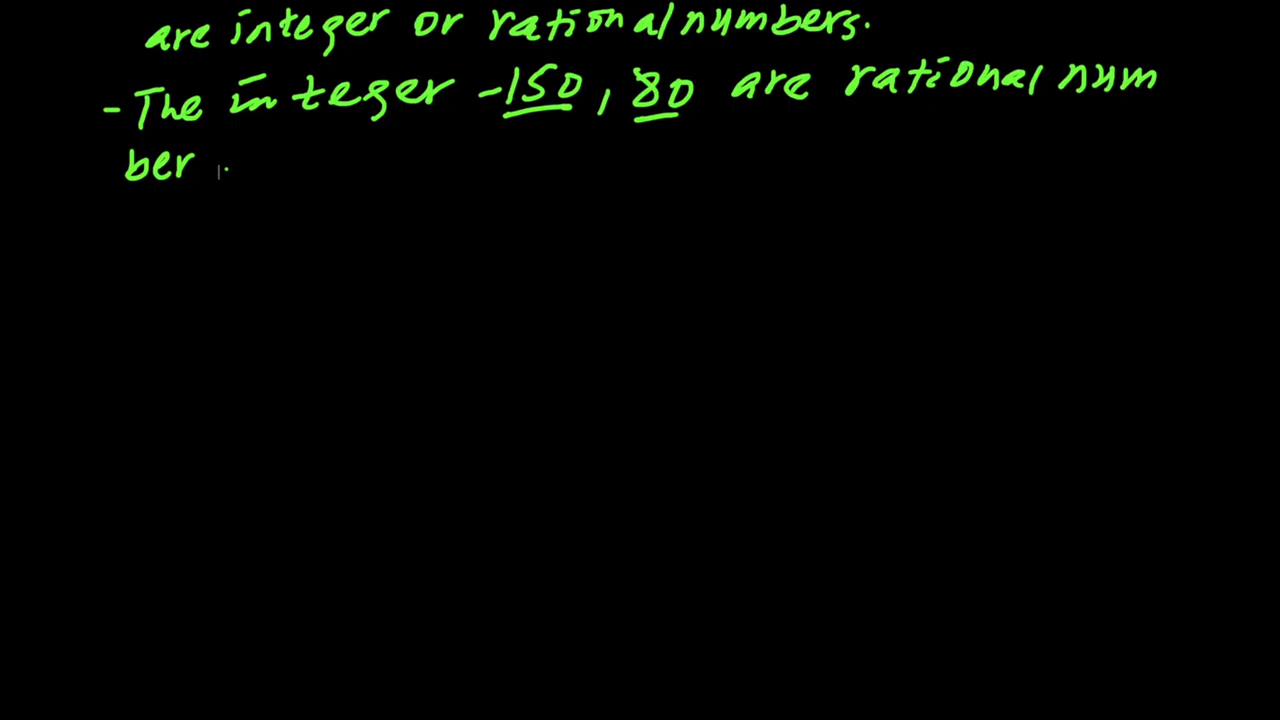 are integer or rational numbers.
- The integer -150, 80 are rational num
ber .